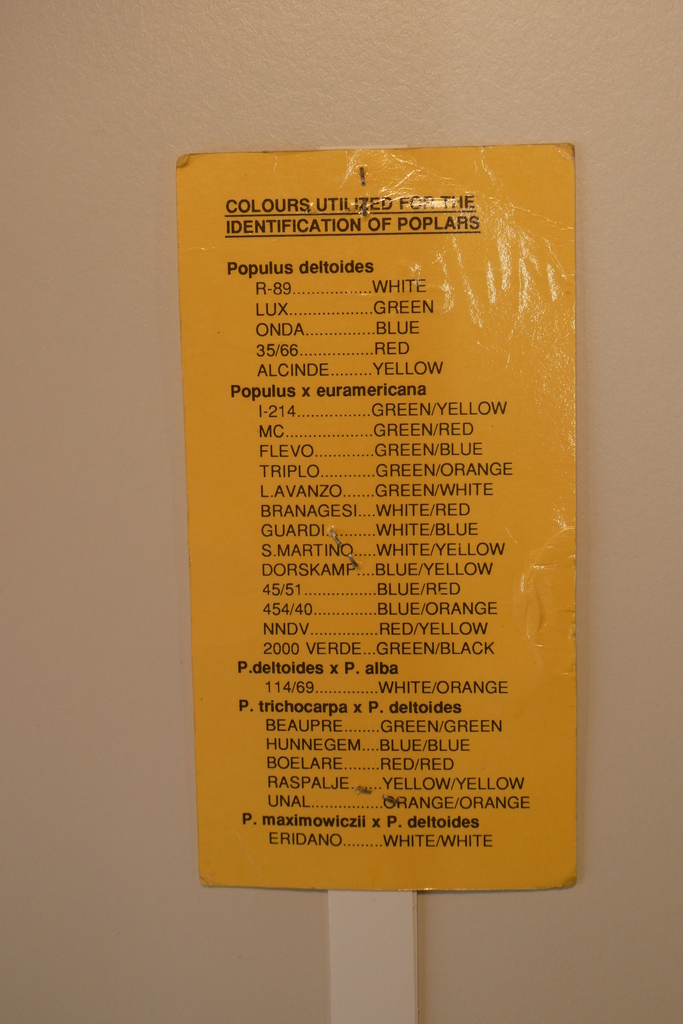 COLOURS UTILIZED FOR THE
IDENTIFICATION OF POPLARS
Populus deltoides
R-89..................WHITE
LUX...................GREEN
ONDA................BLUE
35/66.................RED
ALCINDE..........YELLOW
Populus x euramericana
I-214.................GREEN/YELLOW
MC....................GREEN/RED
FLEVO..............GREEN/BLUE
TRIPLO.............GREEN/ORANGE
L.AVANZO.......GREEN/WHITE
BRANAGESI....WHITE/RED
GUARDI...........WHITE/BLUE
S.MARTINO.....WHITE/YELLOW
DORSKAMP....BLUE/YELLOW
45/51.................BLUE/RED
454/40...............BLUE/ORANGE
NNDV................RED/YELLOW
2000 VERDE...GREEN/BLACK
P.deltoides x P. alba
114/69...............WHITE/ORANGE
P. trichocarpa x P. deltoides
BEAUPRE........GREEN/GREEN
HUNNEGEM....BLUE/BLUE
BOELARE........RED/RED
RASPALJE.......YELLOW/YELLOW
UNAL.................ORANGE/ORANGE
P. maximowiczii x P. deltoides
ERIDANO.........WHITE/WHITE